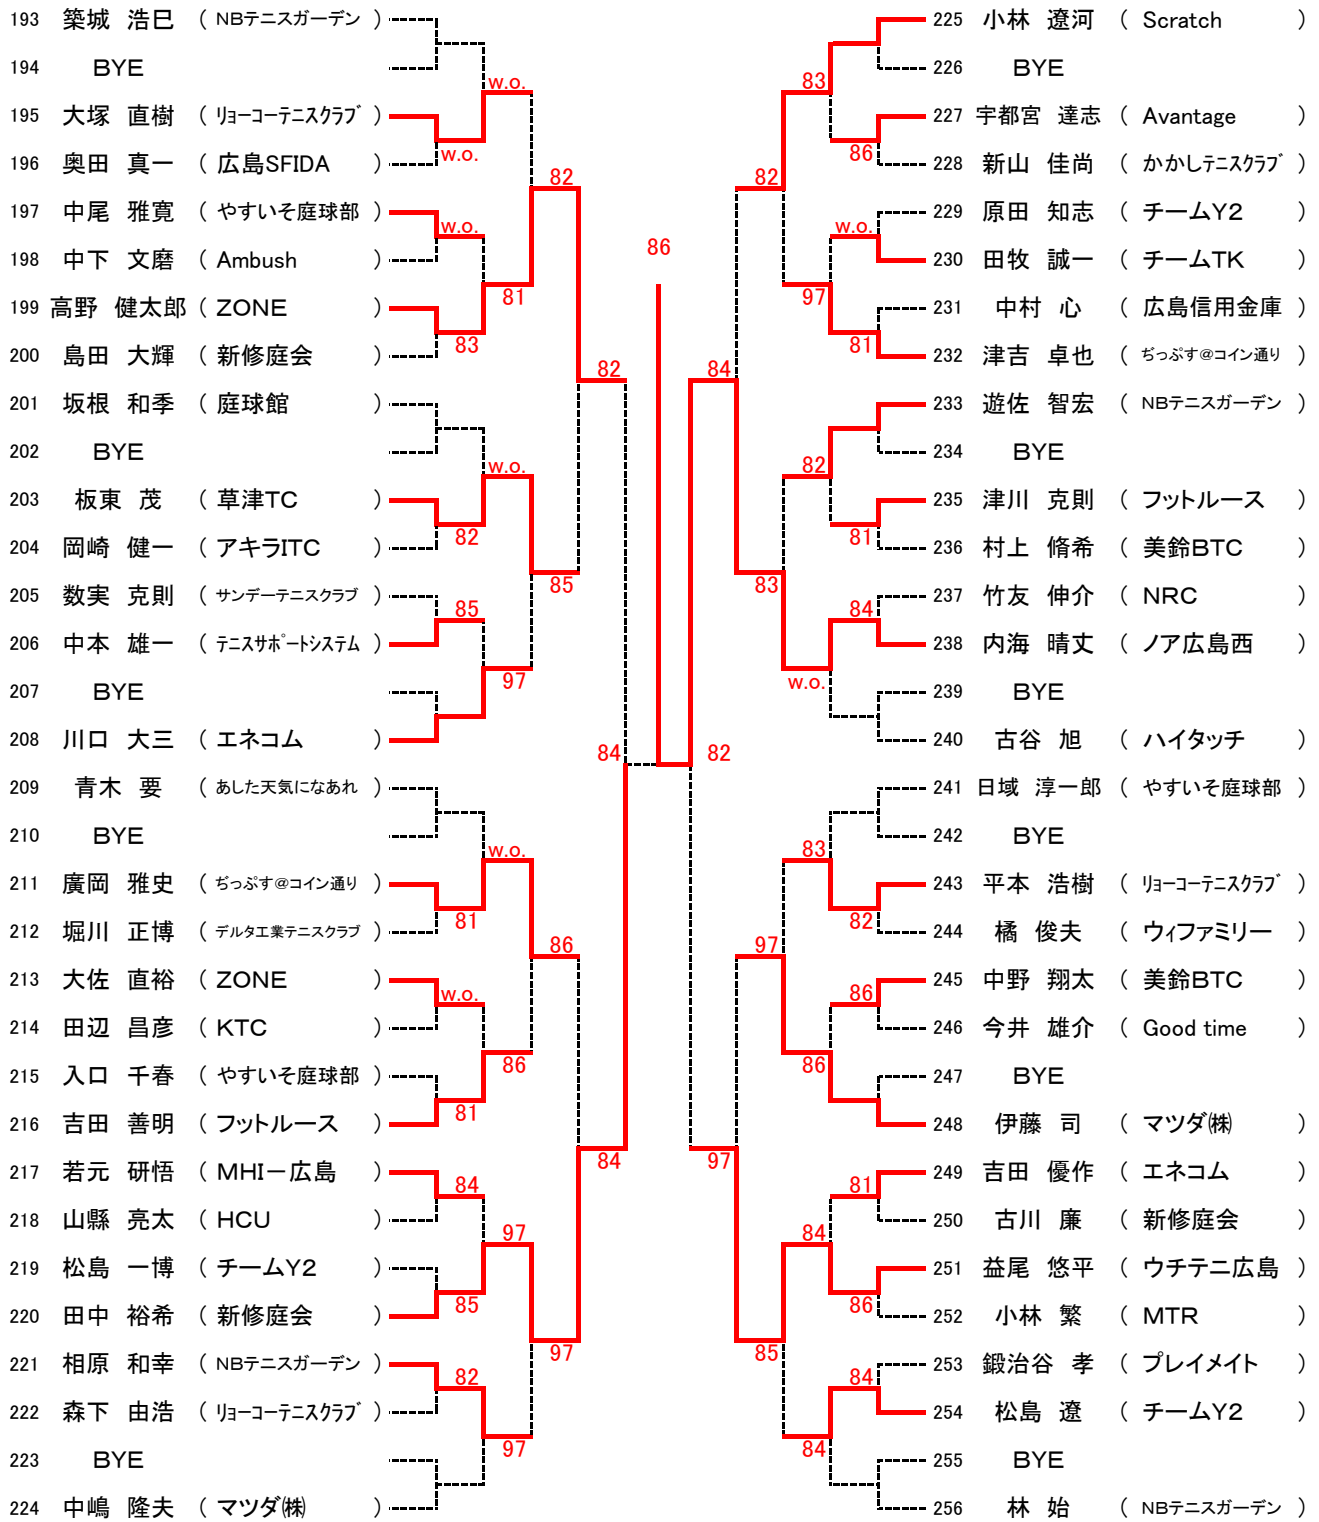 193 築城 浩巳 ( NBテニスガーデン )
194 BYE
w.o.
195 大塚 直樹 ( リョーコーテニスクラブ )
w.o.
196 奥田 真一 ( 広島SFIDA )
82
197 中尾 雅寛 ( やすいそ庭球部 )
w.o.
198 中下 文磨 ( Ambush )
81
199 高野 健太郎 ( ZONE )
83
200 島田 大輝 ( 新修庭会 )
82
201 坂根 和季 ( 庭球館 )
202 BYE
w.o.
203 板東 茂 ( 草津TC )
82
204 岡崎 健一 ( アキラITC )
85
205 数実 克則 ( サンデーテニスクラブ )
85
206 中本 雄一 ( テニスサポートシステム )
97
207 BYE
208 川口 大三 ( エネコム )
84
209 青木 要 ( あした天気になあれ )
210 BYE
w.o.
211 廣岡 雅史 ( ぢっぷす@コイン通り )
81
212 堀川 正博 ( デルタ工業テニスクラブ )
86
213 大佐 直裕 ( ZONE )
w.o.
214 田辺 昌彦 ( KTC )
86
215 入口 千春 ( やすいそ庭球部 )
81
216 吉田 善明 ( フットルース )
84
217 若元 研悟 ( MHI－広島 )
84
218 山縣 亮太 ( HCU )
97
219 松島 一博 ( チームY2 )
85
220 田中 裕希 ( 新修庭会 )
97
221 相原 和幸 ( NBテニスガーデン )
82
222 森下 由浩 ( リョーコーテニスクラブ )
97
223 BYE
224 中嶋 隆夫 ( マツダ㈱ )
86
225 小林 遼河 ( Scratch )
226 BYE
83
227 宇都宮 達志 ( Avantage )
86
228 新山 佳尚 ( かかしテニスクラブ )
82
229 原田 知志 ( チームY2 )
w.o.
230 田牧 誠一 ( チームTK )
97
231 中村 心 ( 広島信用金庫 )
81
232 津吉 卓也 ( ぢっぷす@コイン通り )
84
233 遊佐 智宏 ( NBテニスガーデン )
234 BYE
82
235 津川 克則 ( フットルース )
81
236 村上 脩希 ( 美鈴BTC )
83
237 竹友 伸介 ( NRC )
84
238 内海 晴丈 ( ノア広島西 )
w.o.
239 BYE
240 古谷 旭 ( ハイタッチ )
82
241 日域 淳一郎 ( やすいそ庭球部 )
242 BYE
83
243 平本 浩樹 ( リョーコーテニスクラブ )
82
244 橘 俊夫 ( ウィファミリー )
97
245 中野 翔太 ( 美鈴BTC )
86
246 今井 雄介 ( Good time )
86
247 BYE
248 伊藤 司 ( マツダ㈱ )
97
249 吉田 優作 ( エネコム )
81
250 古川 廉 ( 新修庭会 )
84
251 益尾 悠平 ( ウチテニ広島 )
86
252 小林 繁 ( MTR )
85
253 鍛治谷 孝 ( プレイメイト )
84
254 松島 遼 ( チームY2 )
84
255 BYE
256 林 始 ( NBテニスガーデン )